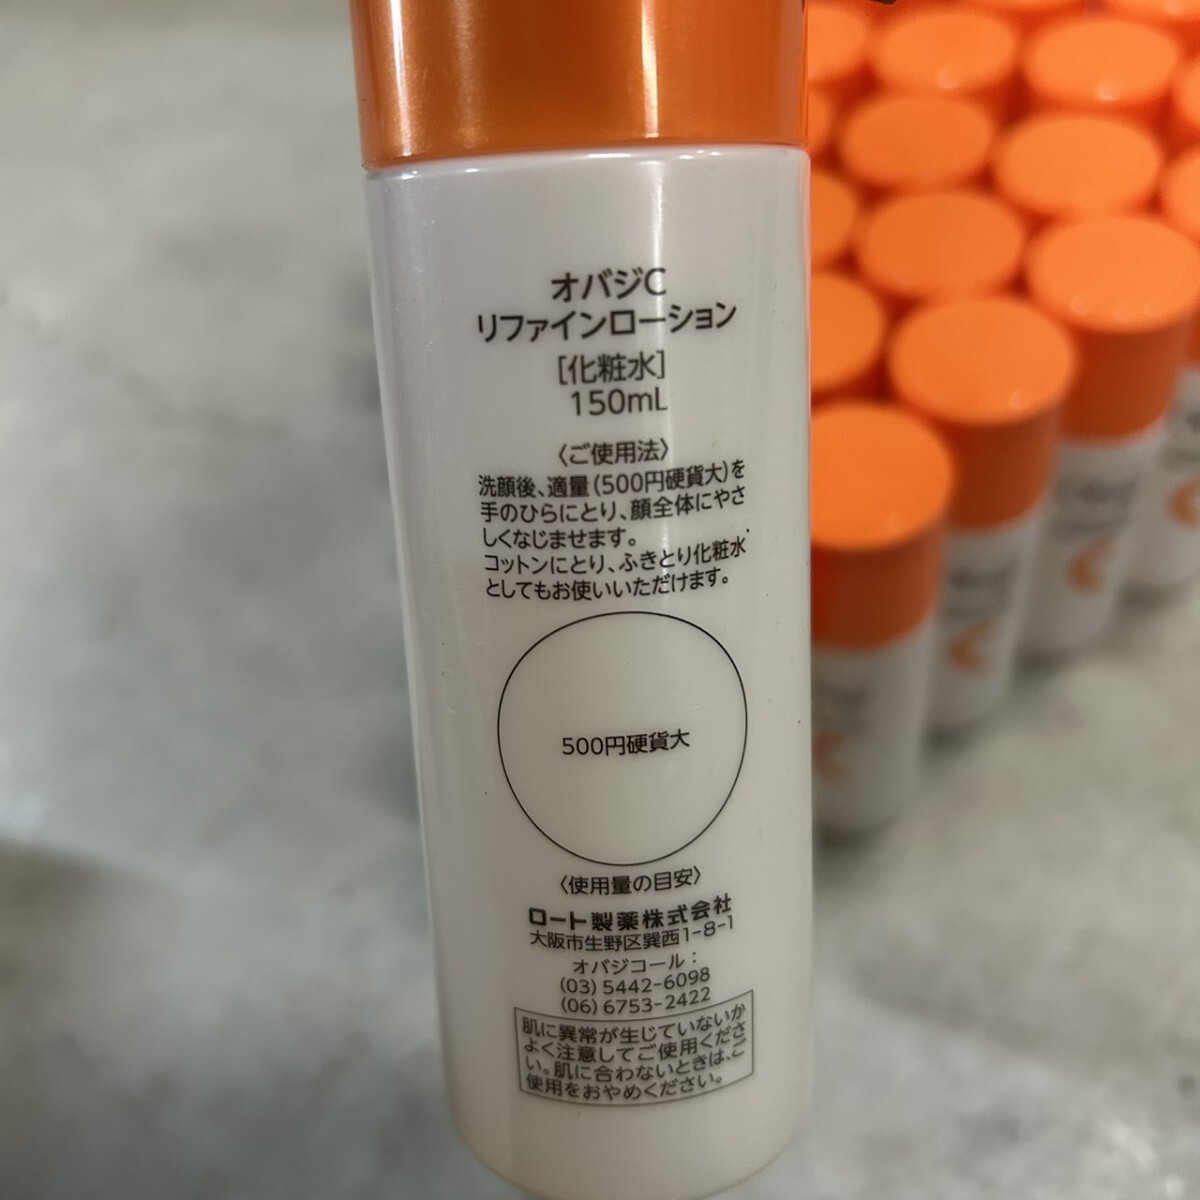 オバジC
リファインローション
[化粧水]
150mL
〈ご使用法〉
洗顔後、適量(500円硬貨大)を
手のひらにとり、顔全体にやさ
しくなじませます。
コットンにとり、ふきとり化粧水
としてもお使いいただけます。
500円硬貨大
〈使用量の目安〉
ロート製薬株式会社
大阪市生野区巽西1-8-1
オバジコール：
(03) 5442-6098
(06) 6753-2422
肌に異常が生じていないか
よく注意してご使用くださ
い。肌に合わないときは、ご
使用をおやめください。